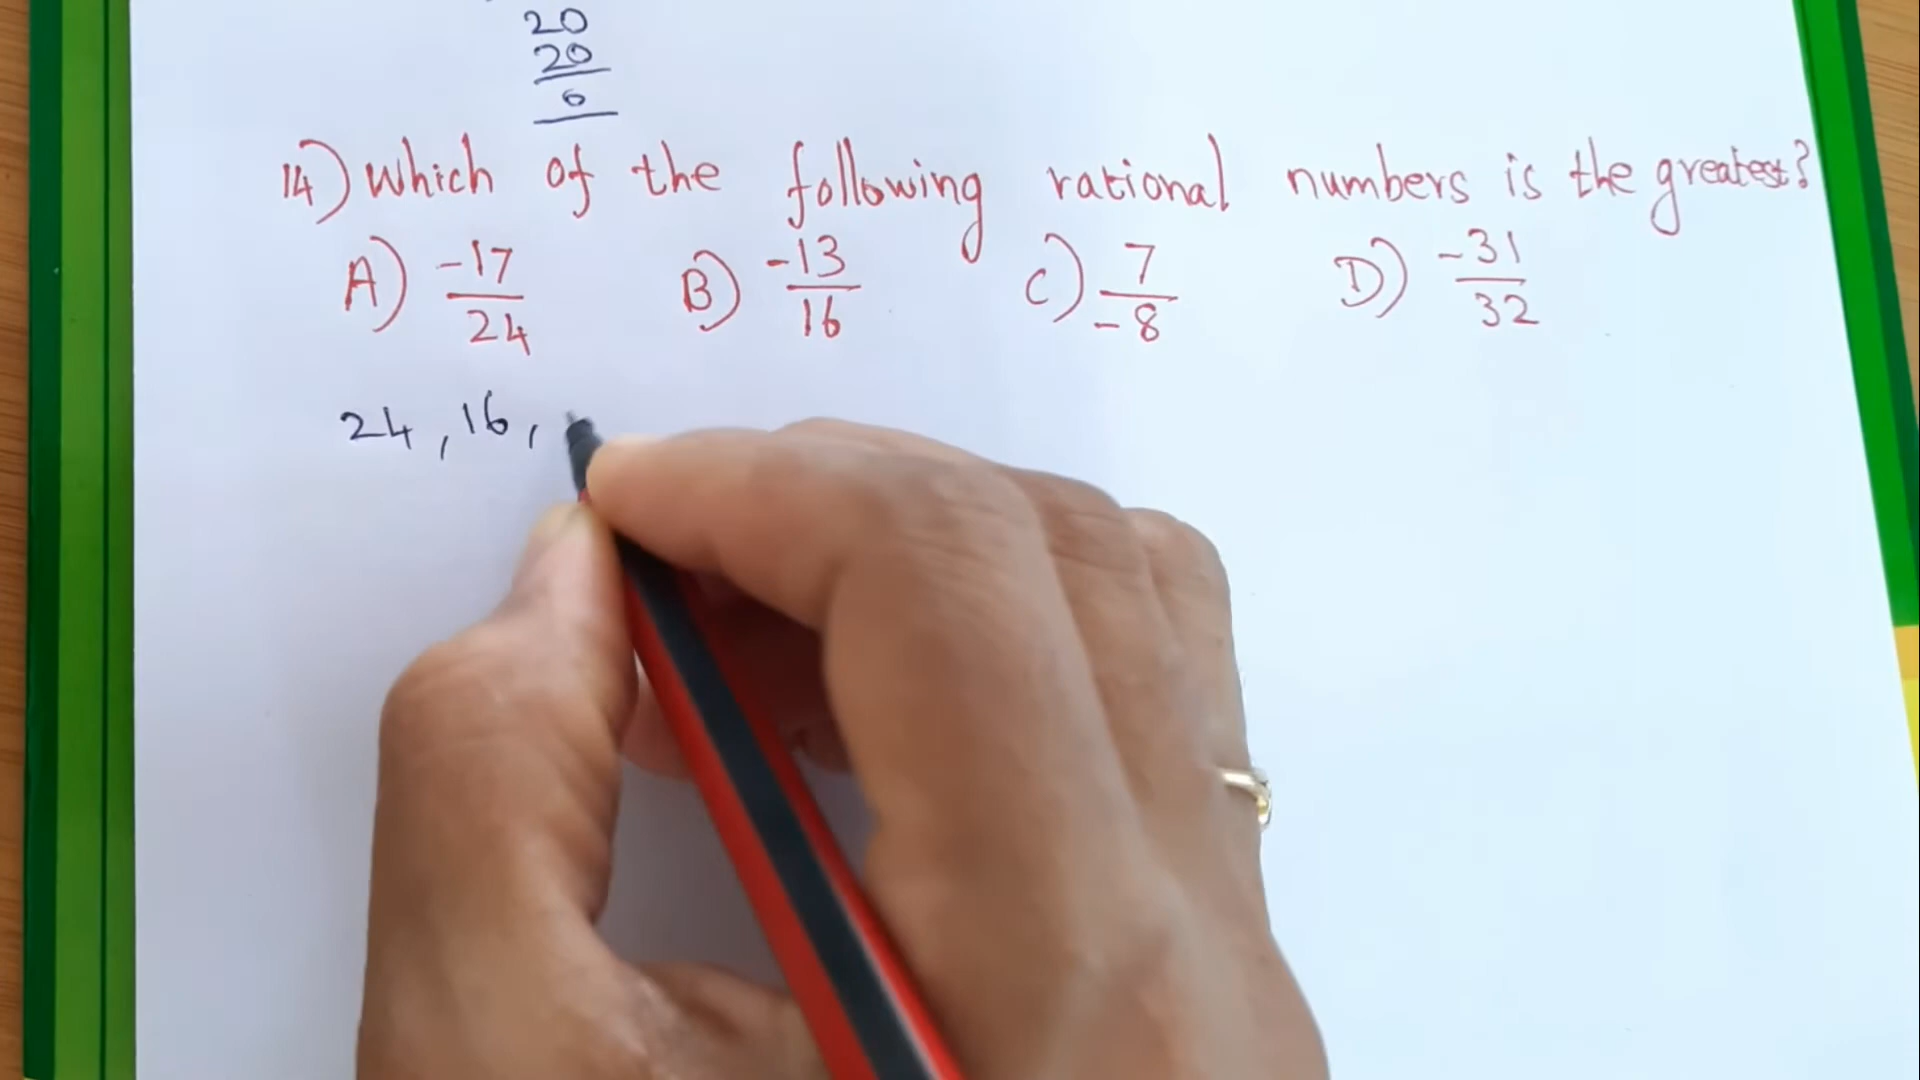 20
20
6
14) Which of the following rational numbers is the greatest?
A) -17/24 B) -13/16 C) 7/-8 D) -31/32
24, 16,